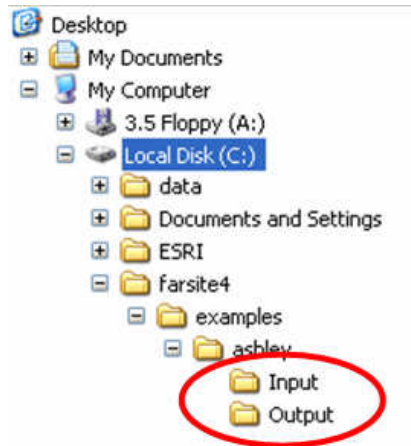 Desktop
My Documents
My Computer
3.5 Floppy (A:)
Local Disk (C:)
data
Documents and Settings
ESRI
farsite4
examples
ashley
Input
Output